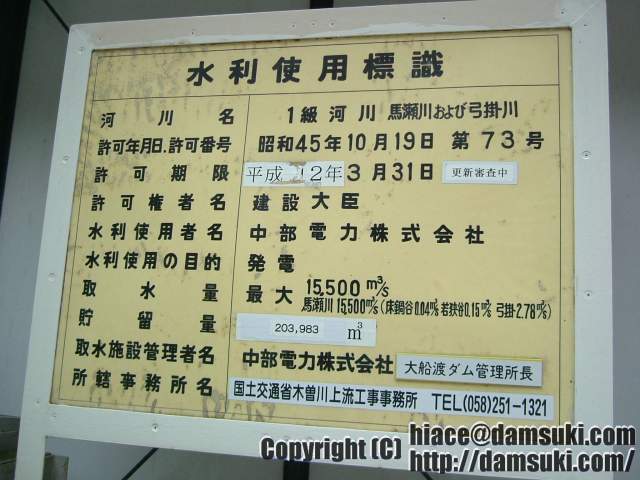 水利使用標識
河川名 1級河川 馬瀬川および弓掛川
許可年月日.許可番号 昭和45年10月19日 第73号
許可期限 平成 2年3月31日 更新審査中
許可権者名 建設大臣
水利使用者名 中部電力株式会社
水利使用の目的 発電
取水量 最大 15,500m³/S
馬瀬川15,500m³/S(床鍋谷0.04m³/S若狭谷0.15m³/S弓掛2.78m³/S)
貯留量 203,983 m³
取水施設管理者名 中部電力株式会社 大船渡ダム管理所長
所轄事務所名 国土交通省木曽川上流工事事務所 TEL(058)251-1321
Copyright (C) hiace@damsuki.com
http://damsuki.com/